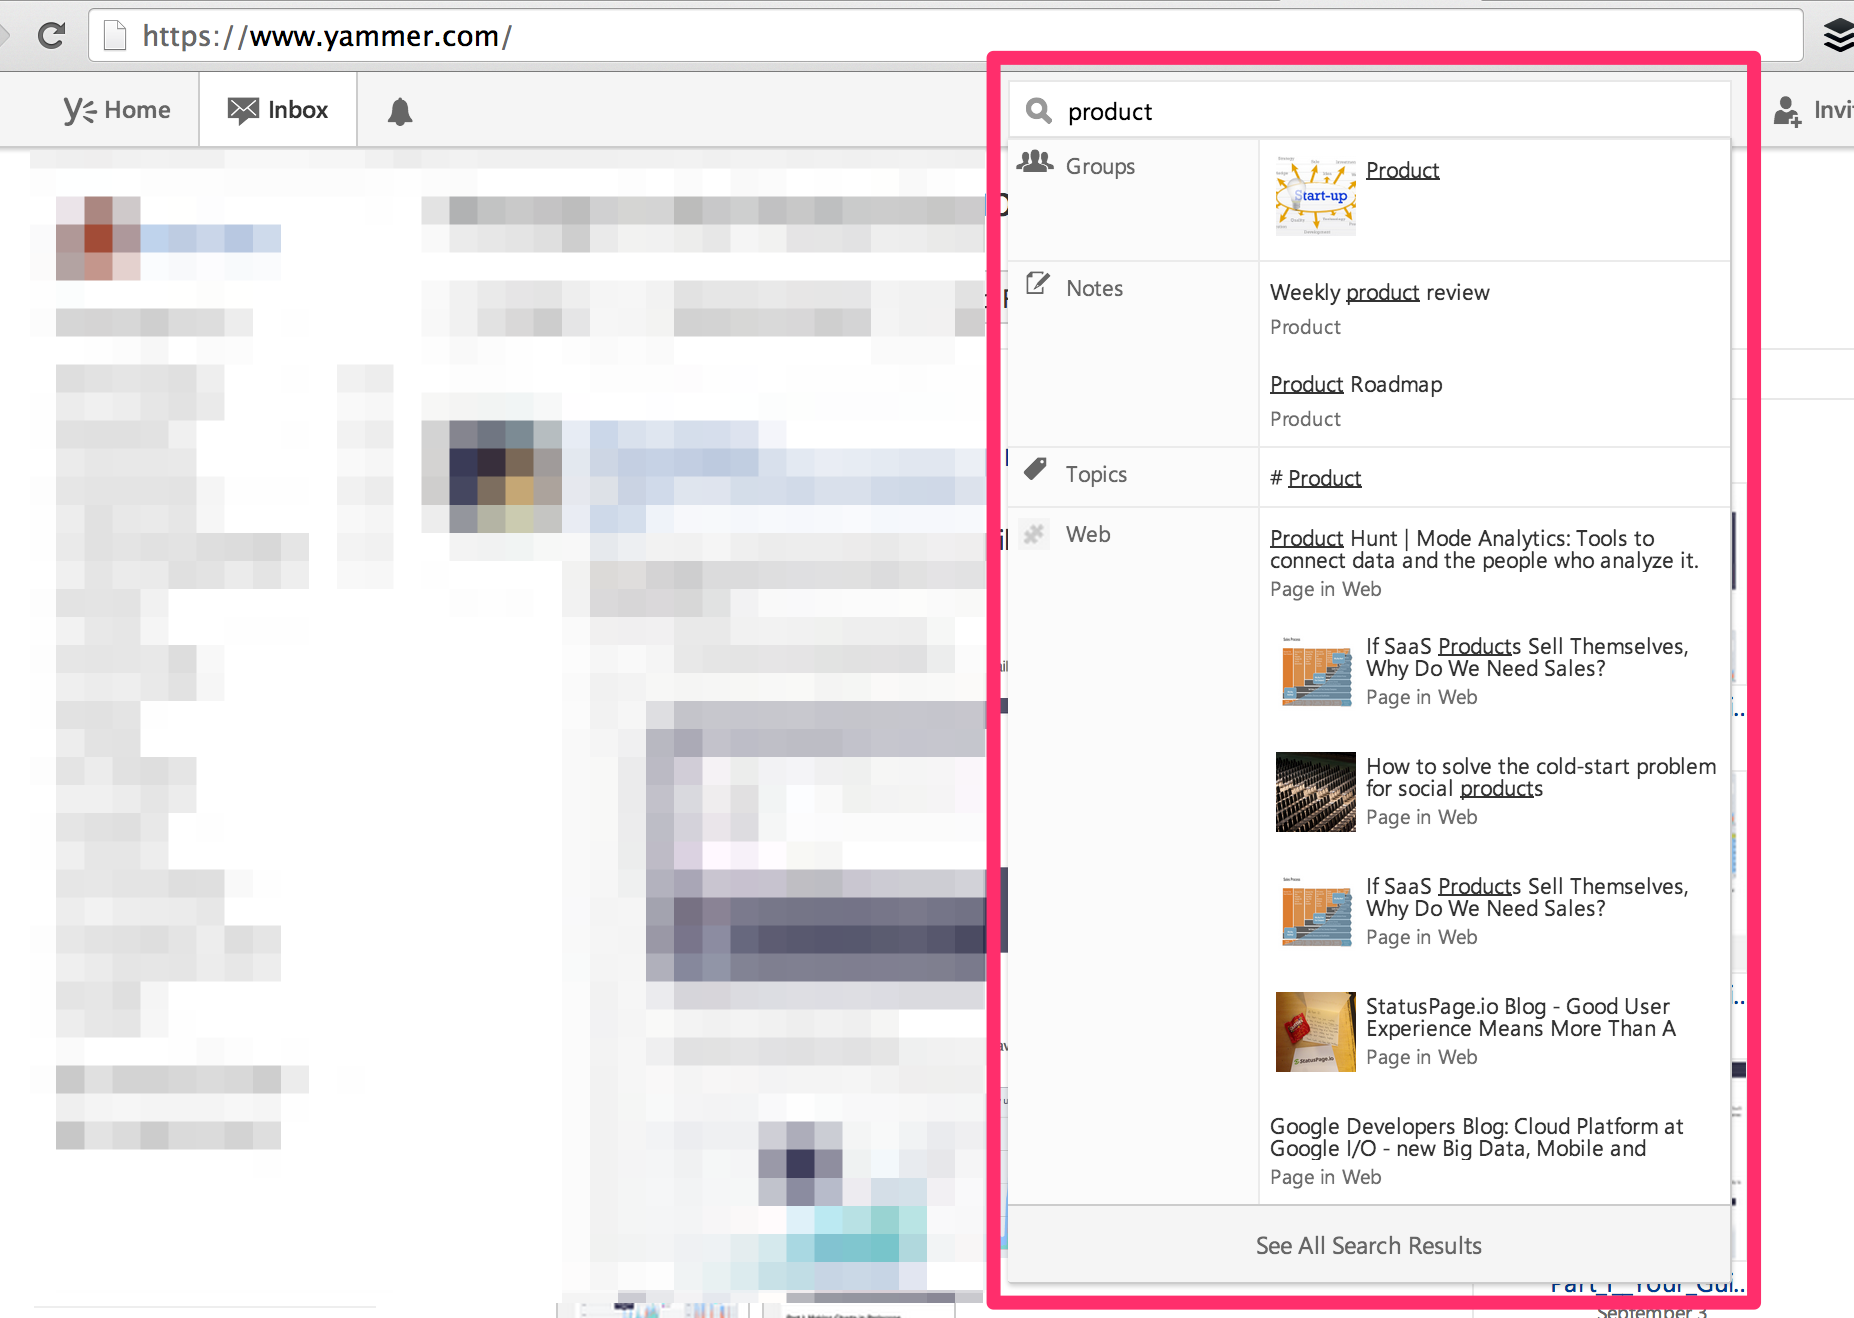 https://www.yammer.com/
Home
Inbox
product
Invi
Groups
Start-up
Product
Notes
Weekly product review
Product
Product Roadmap
Product
Topics
# Product
Web
Product Hunt | Mode Analytics: Tools to
connect data and the people who analyze it.
Page in Web
If SaaS Products Sell Themselves,
Why Do We Need Sales?
Page in Web
How to solve the cold-start problem
for social products
Page in Web
If SaaS Products Sell Themselves,
Why Do We Need Sales?
Page in Web
StatusPage.io
StatusPage.io Blog - Good User
Experience Means More Than A
Page in Web
Google Developers Blog: Cloud Platform at
Google I/O - new Big Data, Mobile and
Page in Web
See All Search Results
Part_I__Your_Gui...
September 3